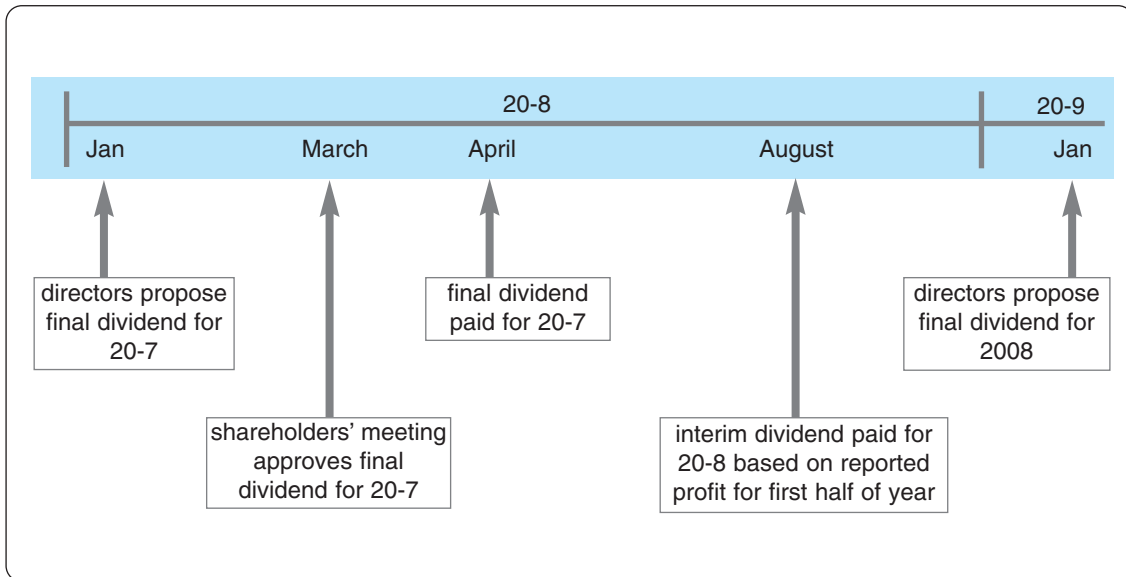 20-8
20-9
Jan
March
April
August
Jan
directors propose
final dividend for
20-7
final dividend
paid for 20-7
directors propose
final dividend for
2008
shareholders’ meeting
approves final
dividend for 20-7
interim dividend paid for
20-8 based on reported
profit for first half of year